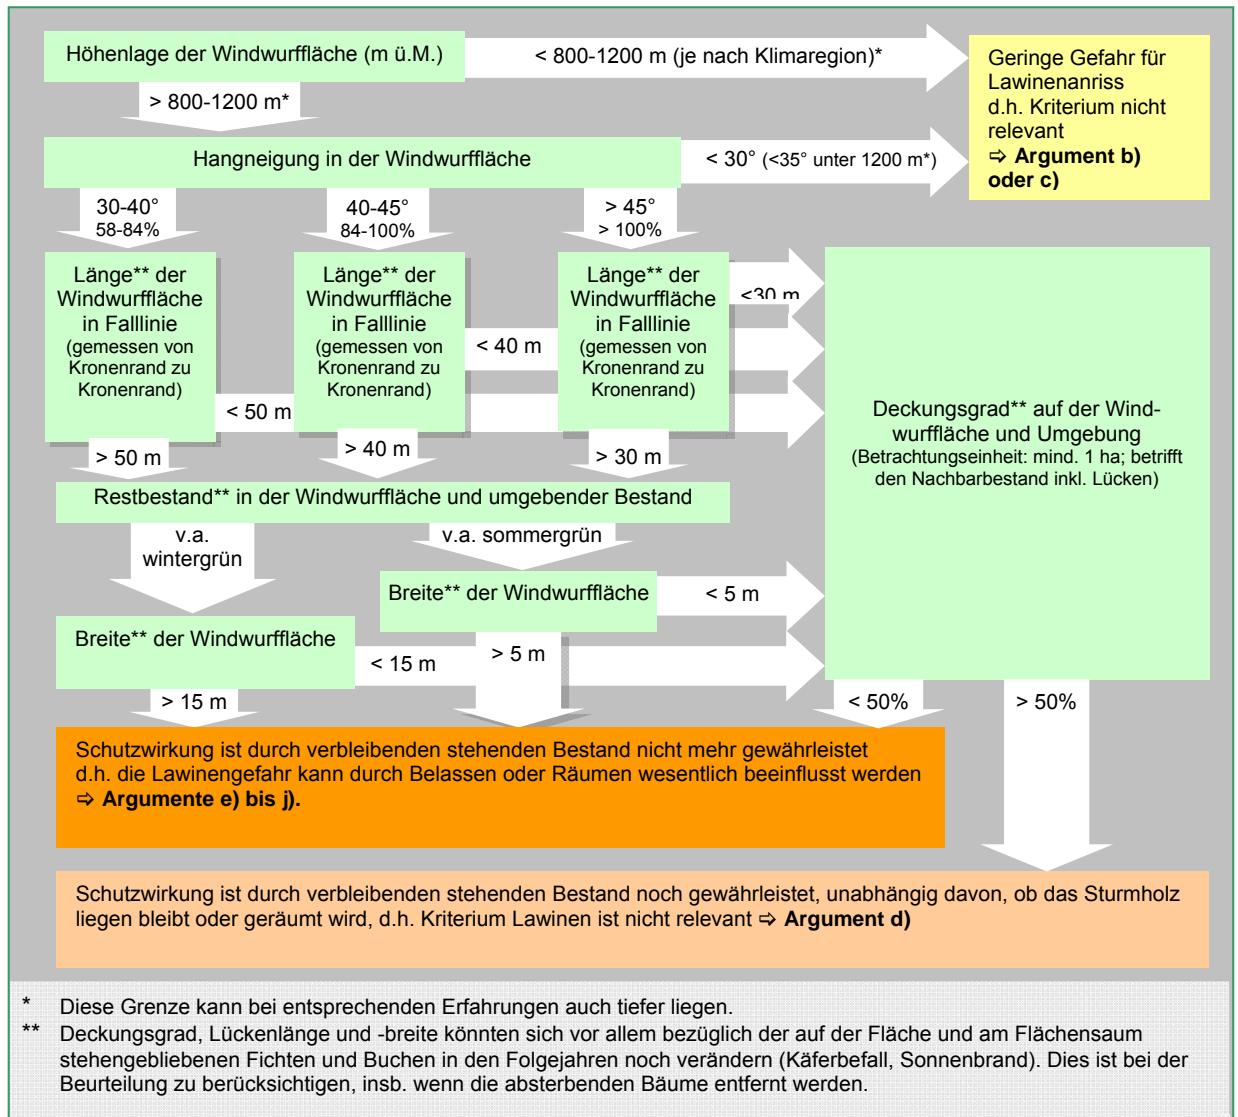 Höhenlage der Windwurffläche (m ü.M.)
< 800-1200 m (je nach Klimaregion)*
Geringe Gefahr für
Lawinenanriss
d.h. Kriterium nicht
relevant
⇨ Argument b)
oder c)
> 800-1200 m*
Hangneigung in der Windwurffläche
< 30° (<35° unter 1200 m*)
30-40°
58-84%
40-45°
84-100%
> 45°
> 100%
Länge** der
Windwurffläche
in Falllinie
(gemessen von
Kronenrand zu
Kronenrand)
Länge** der
Windwurffläche
in Falllinie
(gemessen von
Kronenrand zu
Kronenrand)
Länge** der
Windwurffläche
in Falllinie
(gemessen von
Kronenrand zu
Kronenrand)
<30 m
< 40 m
< 50 m
Deckungsgrad** auf der Wind-
wurffläche und Umgebung
(Betrachtungseinheit: mind. 1 ha; betrifft
den Nachbarbestand inkl. Lücken)
> 50 m
> 40 m
> 30 m
Restbestand** in der Windwurffläche und umgebender Bestand
v.a.
wintergrün
v.a. sommergrün
Breite** der Windwurffläche
< 5 m
Breite** der Windwurffläche
< 15 m
> 5 m
> 15 m
< 50%
> 50%
Schutzwirkung ist durch verbleibenden stehenden Bestand nicht mehr gewährleistet
d.h. die Lawinengefahr kann durch Belassen oder Räumen wesentlich beeinflusst werden
⇨ Argumente e) bis j).
Schutzwirkung ist durch verbleibenden stehenden Bestand noch gewährleistet, unabhängig davon, ob das Sturmholz
liegen bleibt oder geräumt wird, d.h. Kriterium Lawinen ist nicht relevant ⇨ Argument d)
* Diese Grenze kann bei entsprechenden Erfahrungen auch tiefer liegen.
** Deckungsgrad, Lückenlänge und -breite könnten sich vor allem bezüglich der auf der Fläche und am Flächensaum
stehengebliebenen Fichten und Buchen in den Folgejahren noch verändern (Käferbefall, Sonnenbrand). Dies ist bei der
Beurteilung zu berücksichtigen, insb. wenn die absterbenden Bäume entfernt werden.